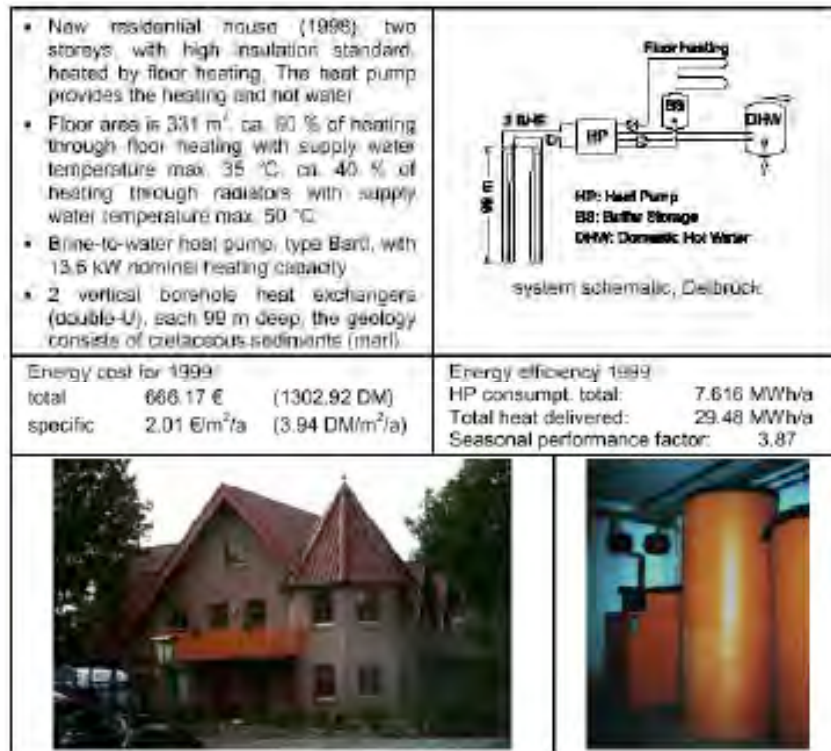 • New residential house (1996), two
storeys, with high insulation standard,
heated by floor heating. The heat pump
provides the heating and hot water
• Floor area is 331 m², ca. 60 % of heating
through floor heating with supply water
temperature max. 35 °C, ca. 40 % of
heating through radiators with supply
water temperature max. 50 °C
• Brine-to-water heat pump, type Bartl, with
13.6 kW nominal heating capacity
• 2 vertical borehole heat exchangers
(double-U), each 99 m deep, the geology
consists of cretaceous sediments (marl)
Floor heating
BS
2 BHE
HP
DHW
99 m
HP: Heat Pump
BS: Buffer Storage
DHW: Domestic Hot Water
system schematic, Delbrück
Energy cost for 1999
total 666.17 € (1302.92 DM)
specific 2.01 €/m²/a (3.94 DM/m²/a)
Energy efficiency 1999
HP consumpt. total: 7.616 MWh/a
Total heat delivered: 29.48 MWh/a
Seasonal performance factor: 3.87